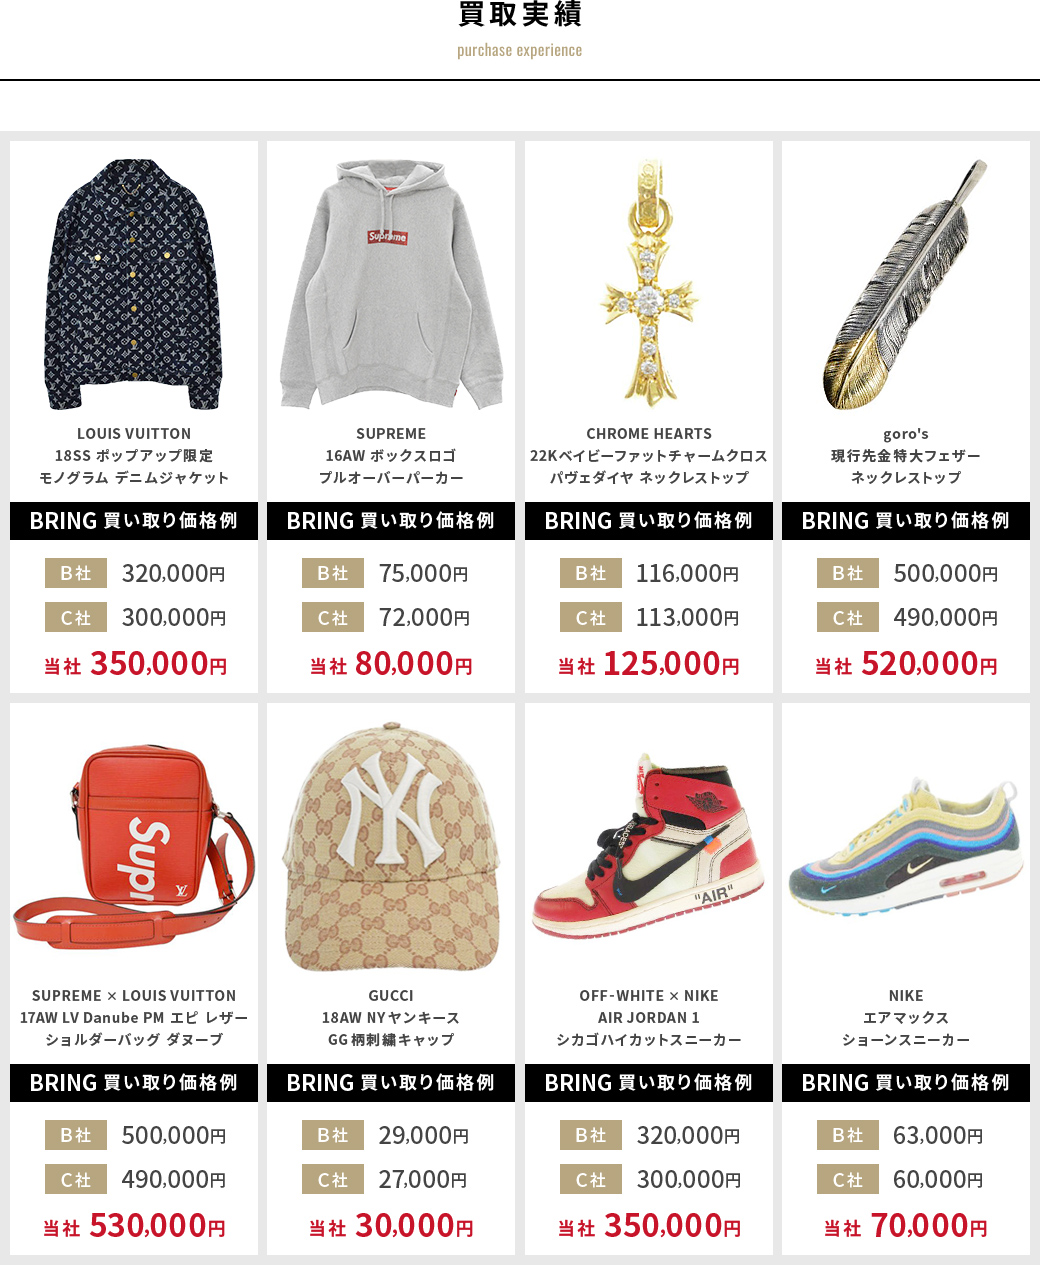 買取実績
purchase experience
Supreme
LOUIS VUITTON
18SS ポップアップ限定
モノグラム デニムジャケット
BRING 買い取り価格例
B社 320,000円
C社 300,000円
当社 350,000円
SUPREME
16AW ボックスロゴ
プルオーバーパーカー
BRING 買い取り価格例
B社 75,000円
C社 72,000円
当社 80,000円
CHROME HEARTS
22Kベイビーファットチャームクロス
パヴェダイヤ ネックレストップ
BRING 買い取り価格例
B社 116,000円
C社 113,000円
当社 125,000円
goro's
現行先金特大フェザー
ネックレストップ
BRING 買い取り価格例
B社 500,000円
C社 490,000円
当社 520,000円
Supr
LV
SUPREME × LOUIS VUITTON
17AW LV Danube PM エピ レザー
ショルダーバッグ ダヌーブ
BRING 買い取り価格例
B社 500,000円
C社 490,000円
当社 530,000円
NY
GUCCI
18AW NYヤンキース
GG柄刺繍キャップ
BRING 買い取り価格例
B社 29,000円
C社 27,000円
当社 30,000円
"AIR"
OFF-WHITE × NIKE
AIR JORDAN 1
シカゴハイカットスニーカー
BRING 買い取り価格例
B社 320,000円
C社 300,000円
当社 350,000円
NIKE
エアマックス
ショーンスニーカー
BRING 買い取り価格例
B社 63,000円
C社 60,000円
当社 70,000円